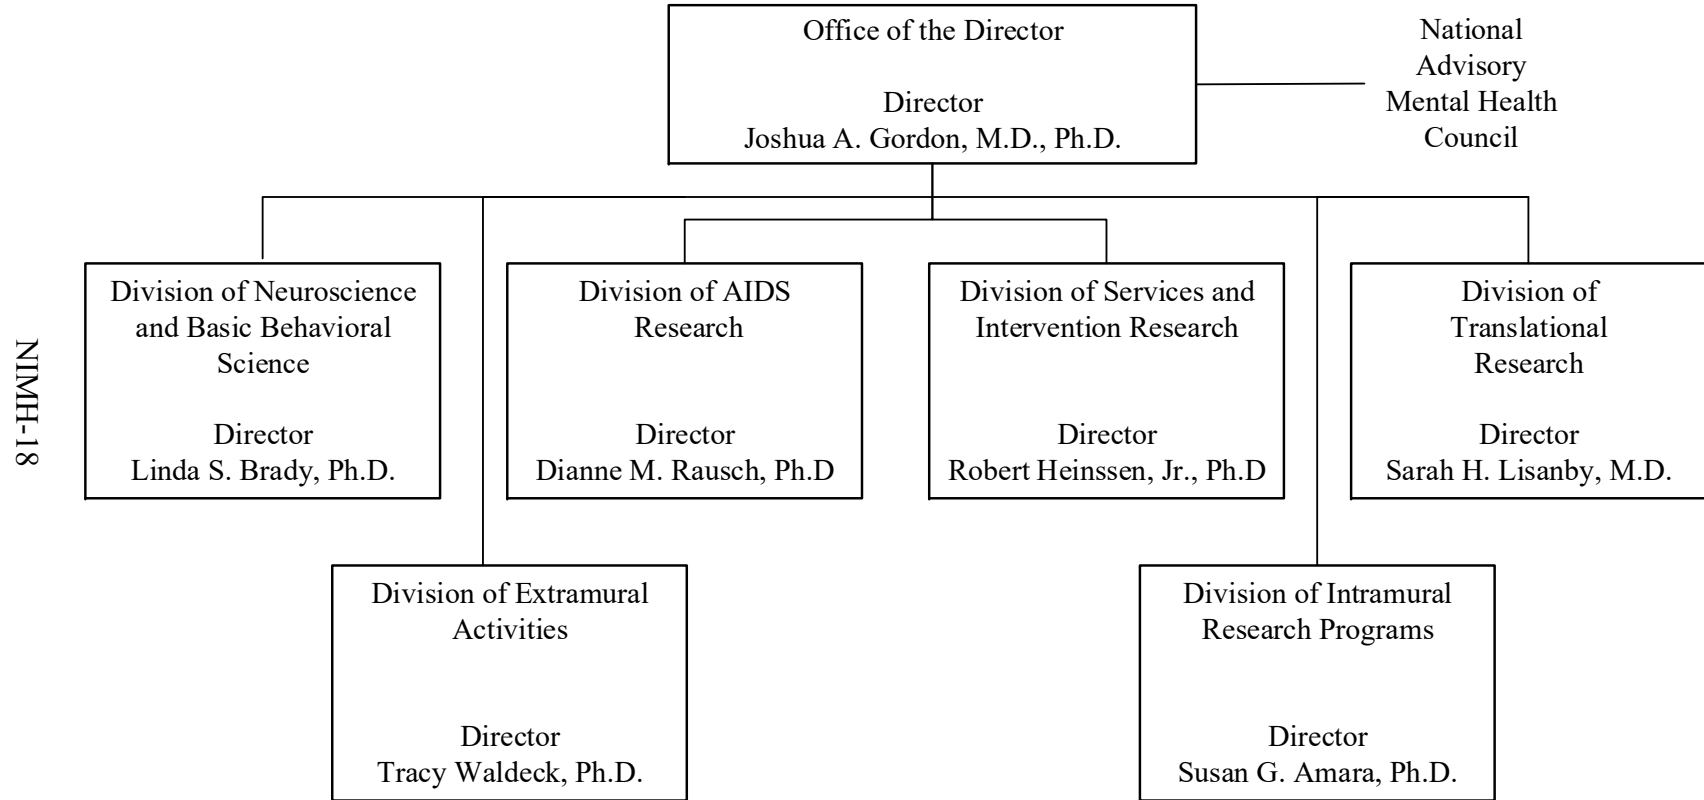 Office of the Director
Director
Joshua A. Gordon, M.D., Ph.D.
National
Advisory
Mental Health
Council
Division of Neuroscience
and Basic Behavioral
Science
Director
Linda S. Brady, Ph.D.
Division of AIDS
Research
Director
Dianne M. Rausch, Ph.D
Division of Services and
Intervention Research
Director
Robert Heinssen, Jr., Ph.D
Division of
Translational
Research
Director
Sarah H. Lisanby, M.D.
Division of Extramural
Activities
Director
Tracy Waldeck, Ph.D.
Division of Intramural
Research Programs
Director
Susan G. Amara, Ph.D.
NIMH-18